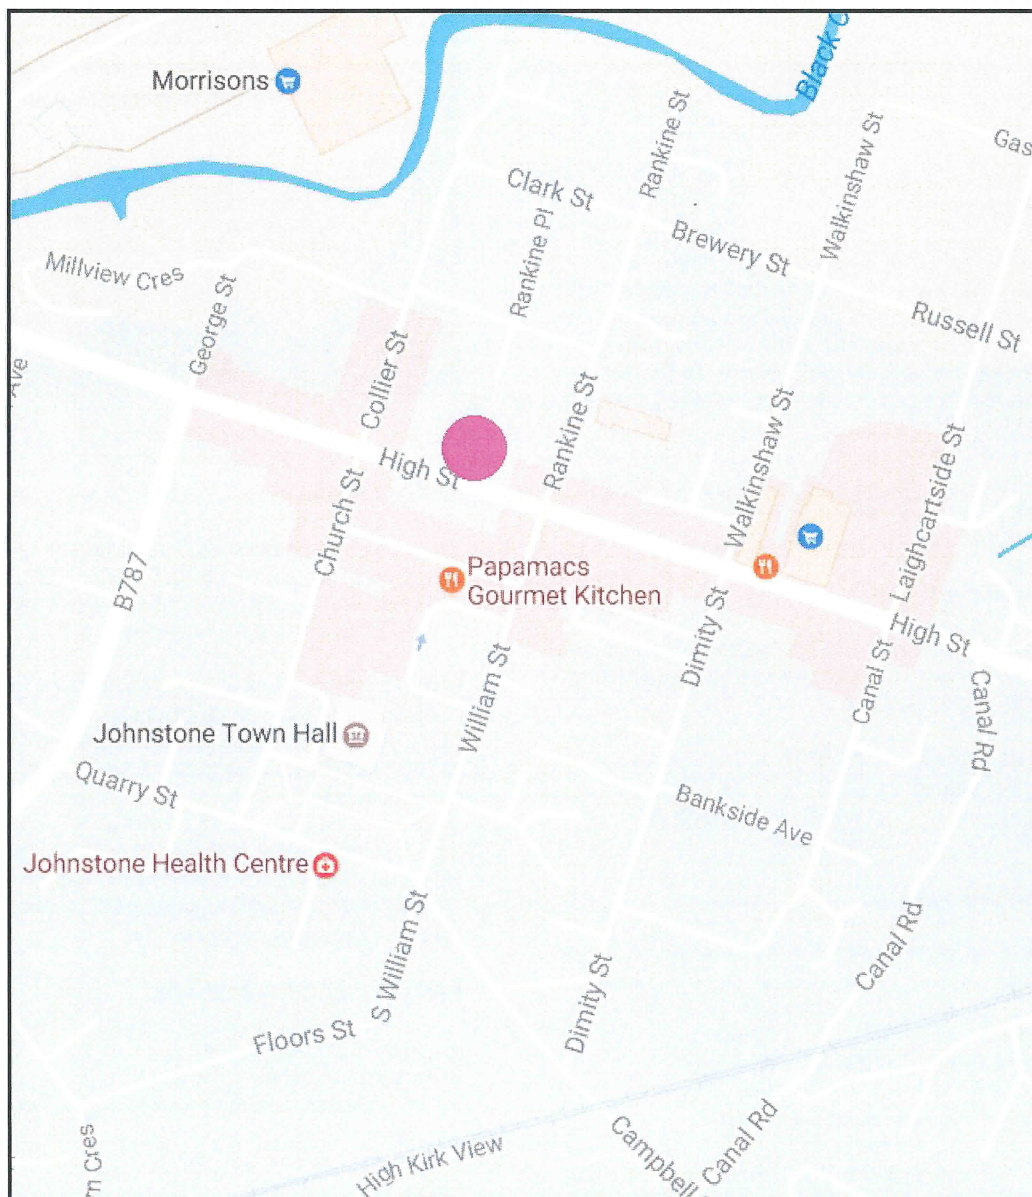 Morrisons
Black C
Rankine St
Walkinshaw St
Gas
Clark St
Rankine Pl
Brewery St
Millview Cres
George St
Russell St
Collier St
Ave
Rankine St
Walkinshaw St
High St
Church St
Laighcartside St
B787
Papamacs
Gourmet Kitchen
Dimity St
High St
William St
Canal St
Canal Rd
Johnstone Town Hall
Quarry St
Bankside Ave
Johnstone Health Centre
S William St
Canal Rd
Dimity St
Floors St
Canal Rd
Campbell
High Kirk View
m Cres